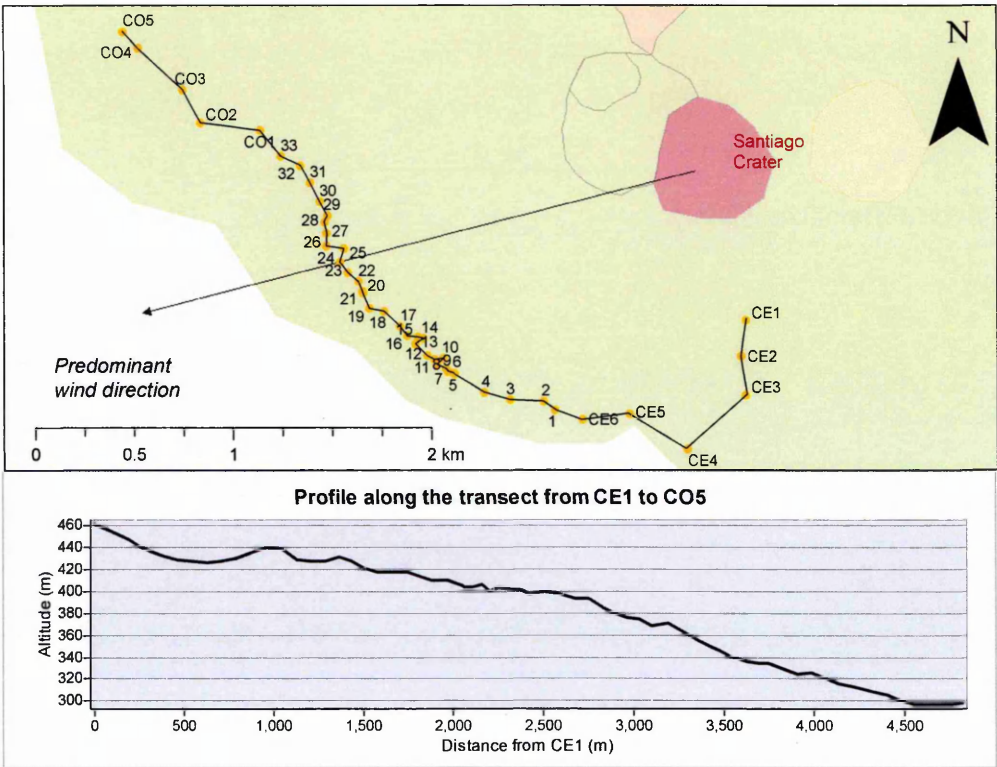 CO5
N
CO4
CO3
CO2
CO1
33
Santiago
Crater
32
31
30
29
28
27
26
25
24
23
22
20
21
19
18
CE1
17
14
15
13
16
10
12
96
8
11
7
5
CE2
Predominant
wind direction
4
3
2
CE3
1
CE6
CE5
0
0.5
1
2 km
CE4
Profile along the transect from CE1 to CO5
460
440
420
400
380
360
340
320
300
Altitude (m)
0
500
1,000
1,500
2,000
2,500
3,000
3,500
4,000
4,500
Distance from CE1 (m)